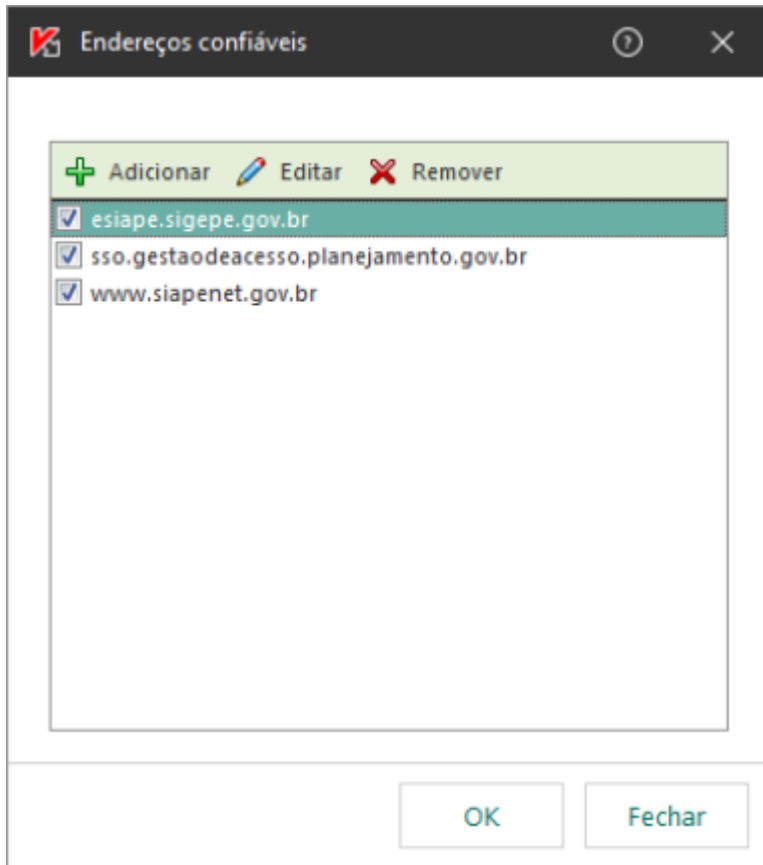 Endereços confiáveis
Adicionar Editar Remover
esiape.sigepe.gov.br
sso.gestaodeacesso.planejamento.gov.br
www.siapenet.gov.br
OK Fechar